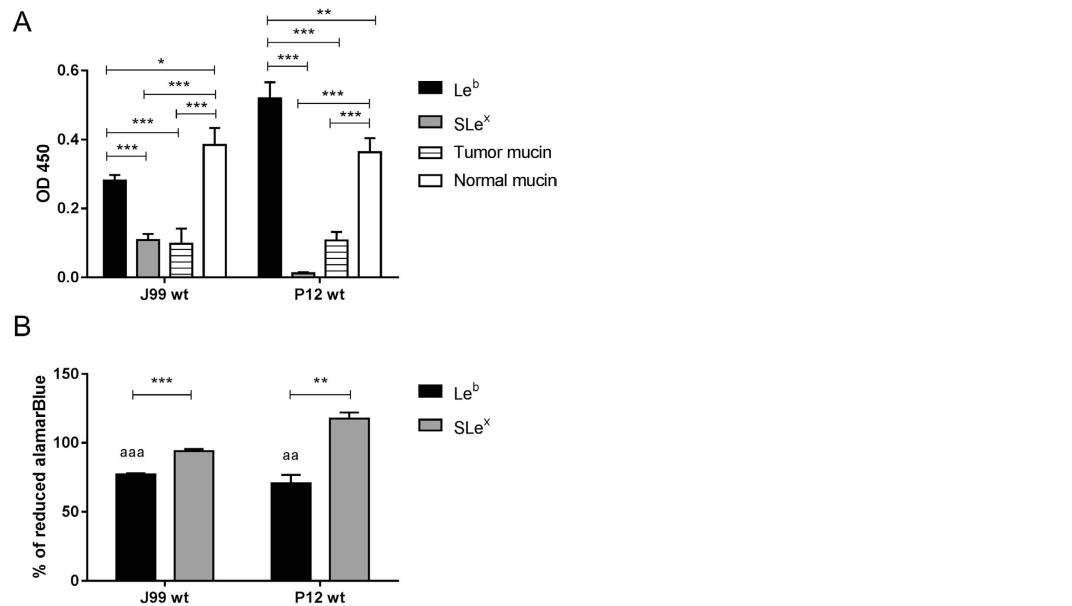 A
**
***
***
*
***
***
***
***
***
***
0.6
0.4
0.2
0.0
OD 450
J99 wt
P12 wt
Leᵇ
SLeˣ
Tumor mucin
Normal mucin
B
150
100
50
0
% of reduced alamarBlue
***
**
aaa
aa
J99 wt
P12 wt
Leᵇ
SLeˣ